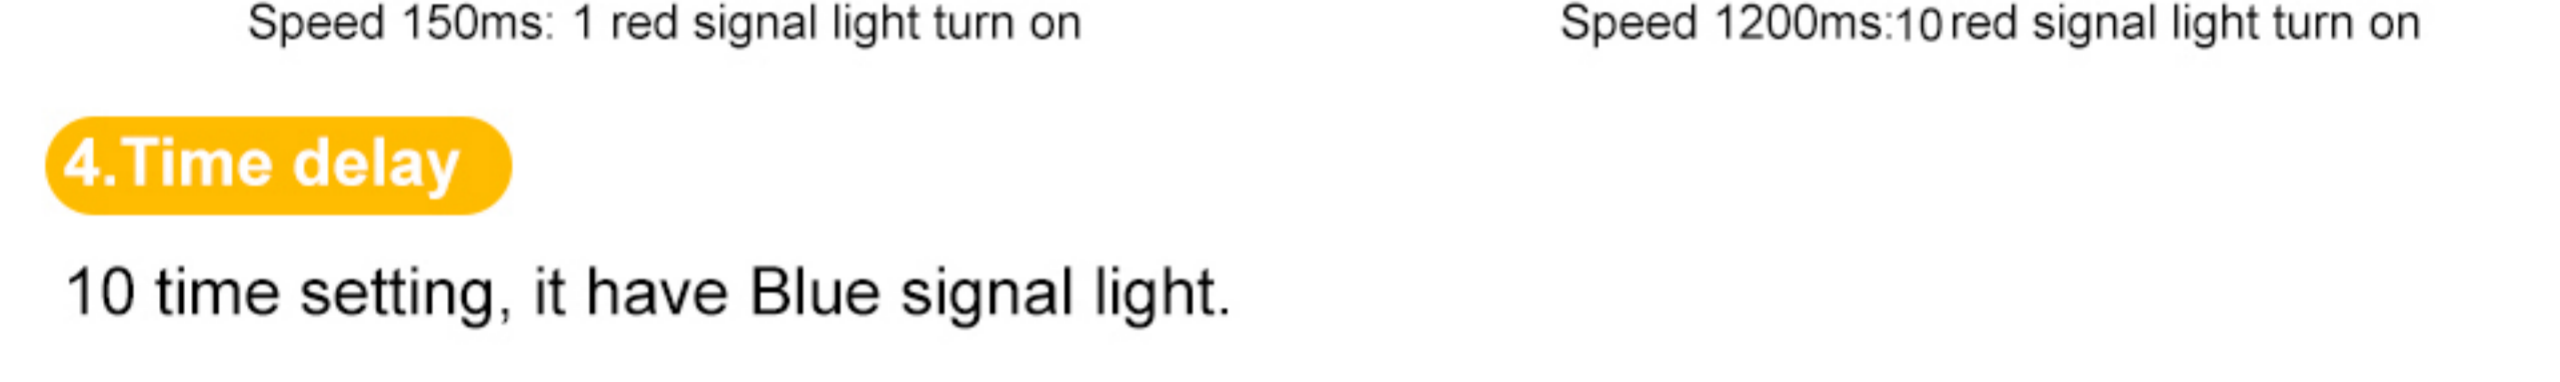 Speed 150ms: 1 red signal light turn on
Speed 1200ms:10 red signal light turn on
4.Time delay
10 time setting, it have Blue signal light.